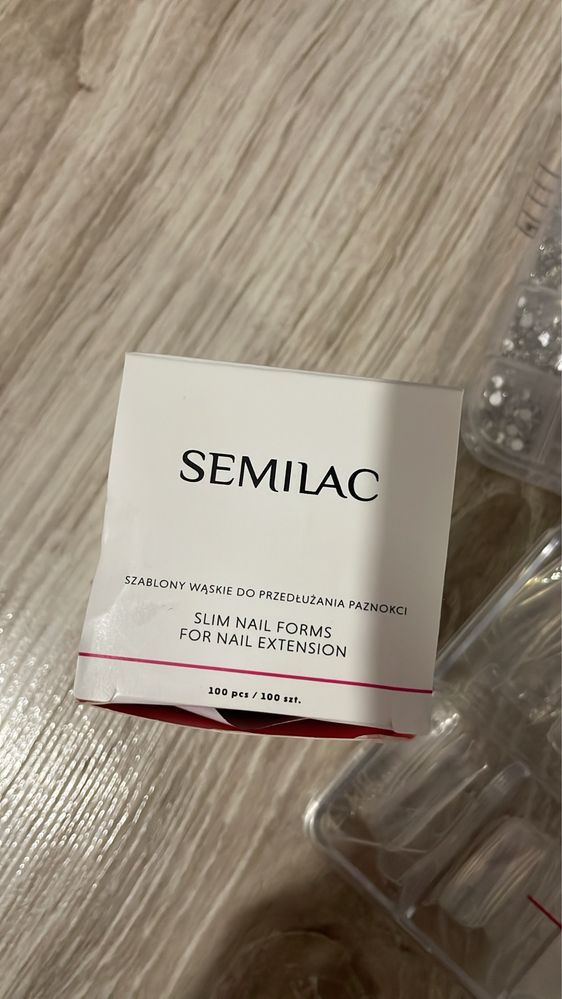 SEMILAC
SZABLONY WĄSKIE DO PRZEDŁUŻANIA PAZNOKCI
SLIM NAIL FORMS
FOR NAIL EXTENSION
100 pcs / 100 szt.